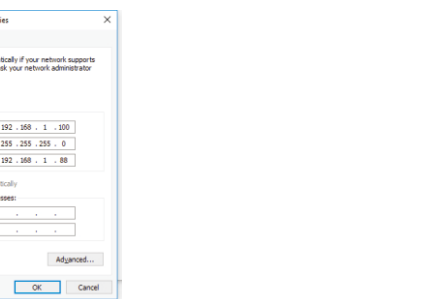 ies
tically if your network supports
sk your network administrator
192 . 168 . 1 . 100
255 . 255 . 255 . 0
192 . 168 . 1 . 88
tically
sses:
. . .
. . .
Advanced...
OK Cancel